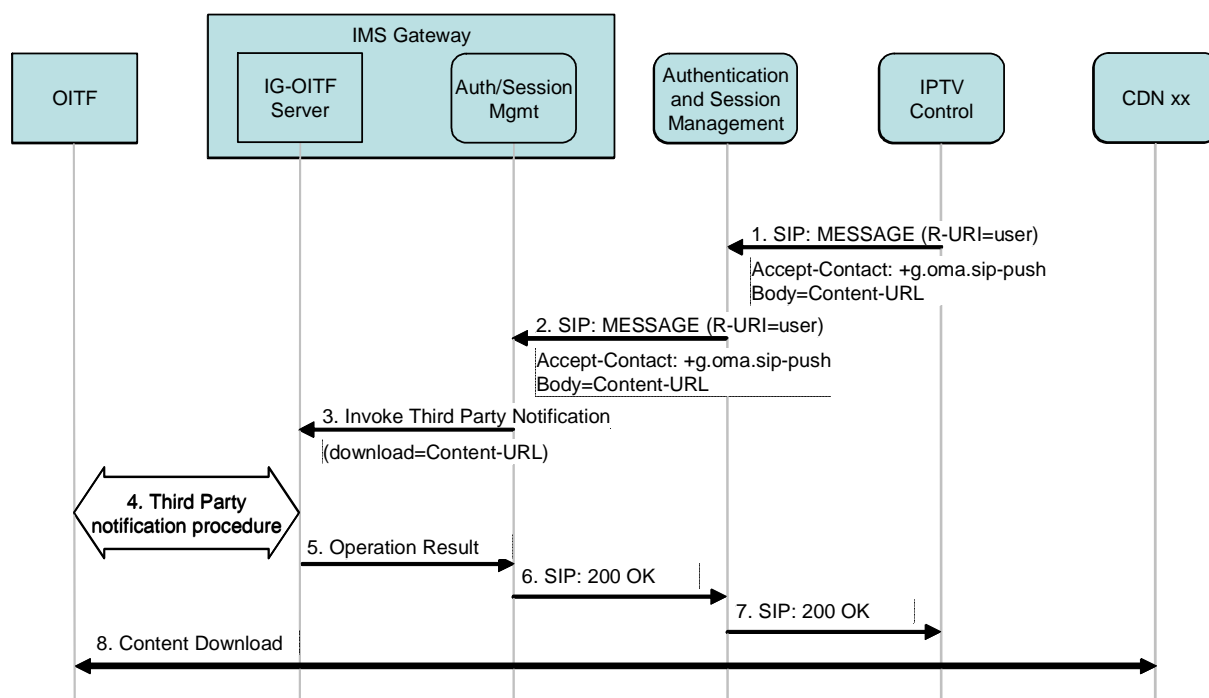 IMS Gateway
OITF
IG-OITF
Server
Auth/Session
Mgmt
Authentication
and Session
Management
IPTV
Control
CDN xx
1. SIP: MESSAGE (R-URI=user)
Accept-Contact: +g.oma.sip-push
Body=Content-URL
2. SIP: MESSAGE (R-URI=user)
Accept-Contact: +g.oma.sip-push
Body=Content-URL
3. Invoke Third Party Notification
(download=Content-URL)
4. Third Party
notification procedure
5. Operation Result
6. SIP: 200 OK
7. SIP: 200 OK
8. Content Download